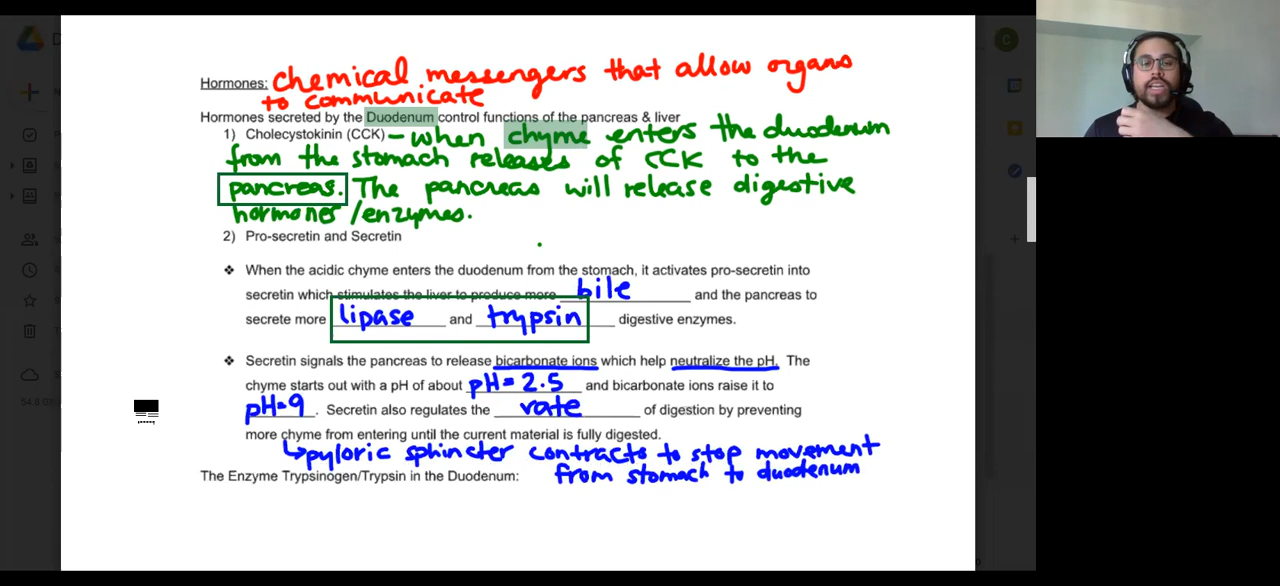 Hormones: chemical messengers that allow organs
to communicate
Hormones secreted by the Duodenum control functions of the pancreas & liver
1) Cholecystokinin (CCK) – when chyme enters the duodenum
from the stomach releases of CCK to the
pancreas. The pancreas will release digestive
hormones/enzymes.
2) Pro-secretin and Secretin
❖ When the acidic chyme enters the duodenum from the stomach, it activates pro-secretin into
secretin which stimulates the liver to produce more bile and the pancreas to
secrete more lipase and trypsin digestive enzymes.
❖ Secretin signals the pancreas to release bicarbonate ions which help neutralize the pH. The
chyme starts out with a pH of about pH = 2.5 and bicarbonate ions raise it to
pH=9. Secretin also regulates the rate of digestion by preventing
more chyme from entering until the current material is fully digested.
↳pyloric sphincter contracts to stop movement
from stomach to duodenum
The Enzyme Trypsinogen/Trypsin in the Duodenum: